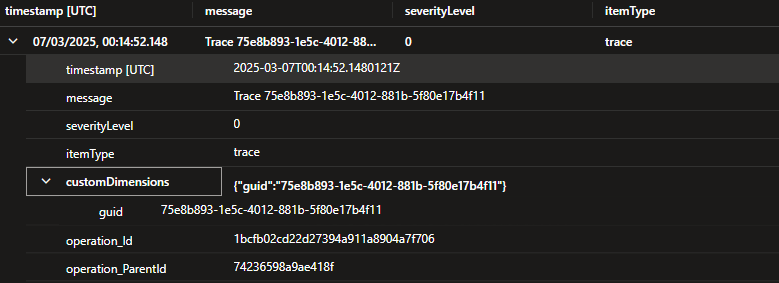 timestamp [UTC] message severityLevel itemType
07/03/2025, 00:14:52.148 Trace 75e8b893-1e5c-4012-88... 0 trace
timestamp [UTC] 2025-03-07T00:14:52.1480121Z
message Trace 75e8b893-1e5c-4012-881b-5f80e17b4f11
severityLevel 0
itemType trace
customDimensions {"guid":"75e8b893-1e5c-4012-881b-5f80e17b4f11"}
guid 75e8b893-1e5c-4012-881b-5f80e17b4f11
operation_Id 1bcfb02cd22d27394a911a8904a7f706
operation_ParentId 74236598a9ae418f